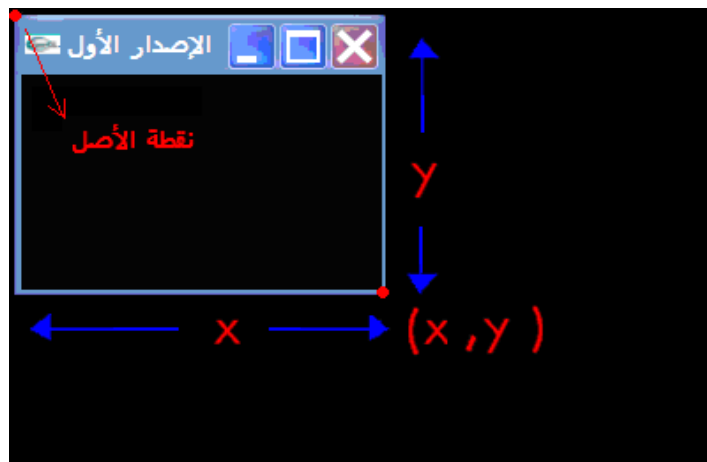 الإصدار الأول
نقطة الأصل
y
x
(x ,y )